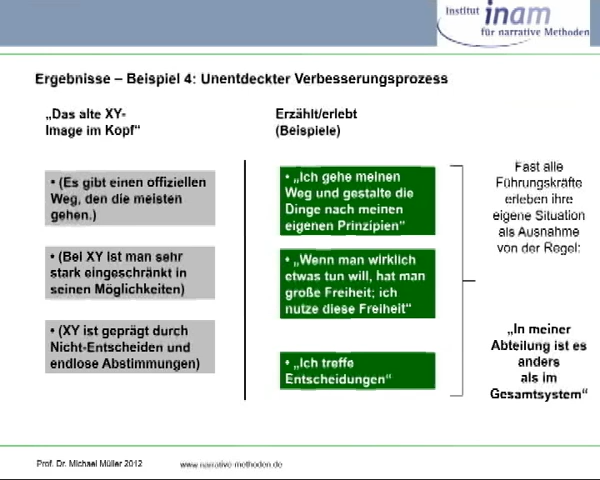 Institut inam
für narrative Methoden
Ergebnisse – Beispiel 4: Unentdeckter Verbesserungsprozess
„Das alte XY-
Image im Kopf“
Erzählt/erlebt
(Beispiele)
• (Es gibt einen offiziellen
Weg, den die meisten
gehen.)
• (Bei XY ist man sehr
stark eingeschränkt in
seinen Möglichkeiten)
• (XY ist geprägt durch
Nicht-Entscheiden und
endlose Abstimmungen)
• „Ich gehe meinen
Weg und gestalte die
Dinge nach meinen
eigenen Prinzipien“
• „Wenn man wirklich
etwas tun will, hat man
große Freiheit; ich
nutze diese Freiheit“
• „Ich treffe
Entscheidungen“
Fast alle
Führungskräfte
erleben ihre
eigene Situation
als Ausnahme
von der Regel:
„In meiner
Abteilung ist es
anders
als im
Gesamtsystem“
Prof. Dr. Michael Müller 2012
www.narrative-methoden.de